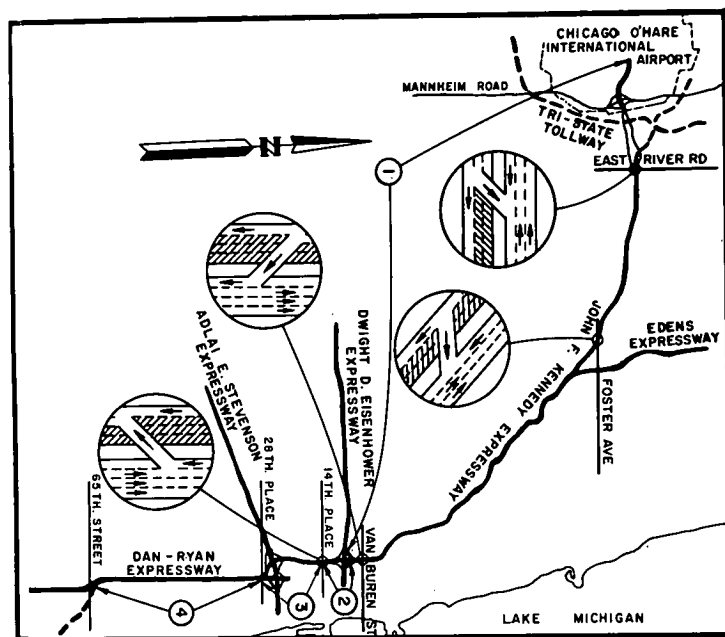 CHICAGO O'HARE
INTERNATIONAL
AIRPORT
MANNHEIM ROAD
TRI-STATE
TOLLWAY
EAST RIVER RD
N
1
JOHN F. KENNEDY EXPRESSWAY
EDENS
EXPRESSWAY
FOSTER AVE
DWIGHT D. EISENHOWER
EXPRESSWAY
ADLAI E. STEVENSON
EXPRESSWAY
28TH. PLACE
14TH. PLACE
VAN BUREN ST
65TH. STREET
DAN-RYAN
EXPRESSWAY
4
3
2
LAKE MICHIGAN